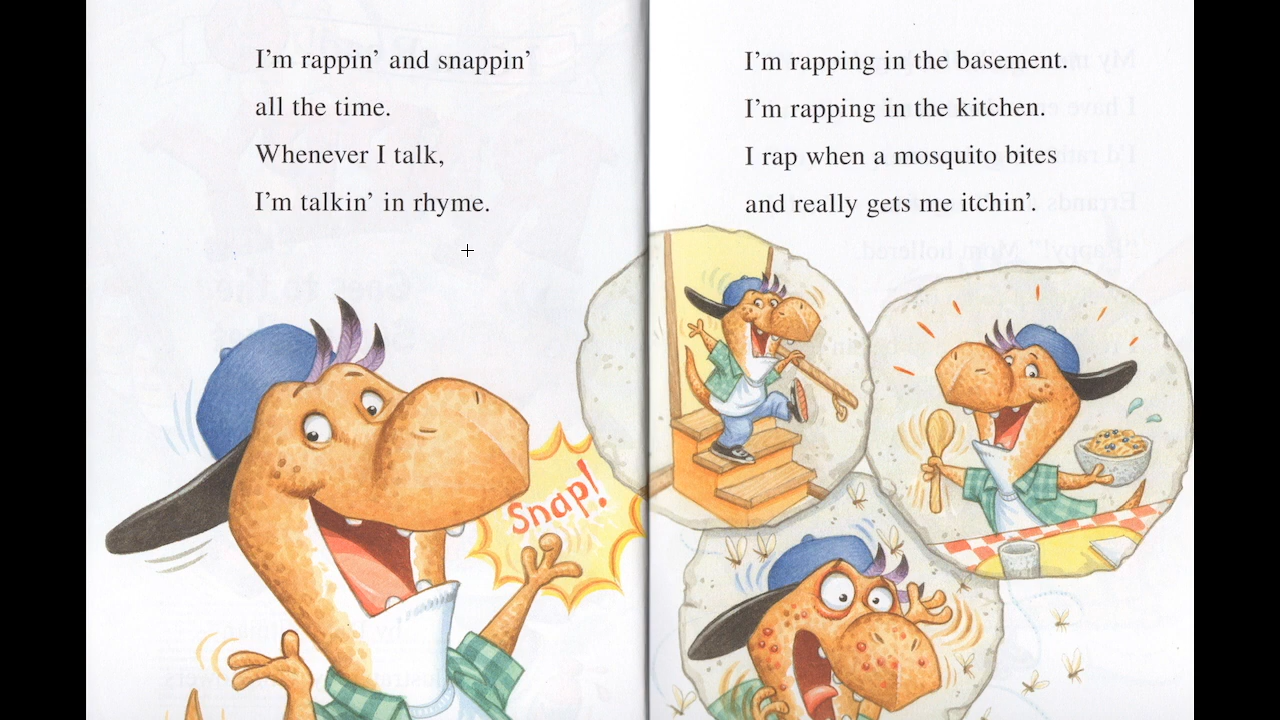 I'm rappin' and snappin'
all the time.
Whenever I talk,
I'm talkin' in rhyme.
Snap!
I'm rapping in the basement.
I'm rapping in the kitchen.
I rap when a mosquito bites
and really gets me itchin'.